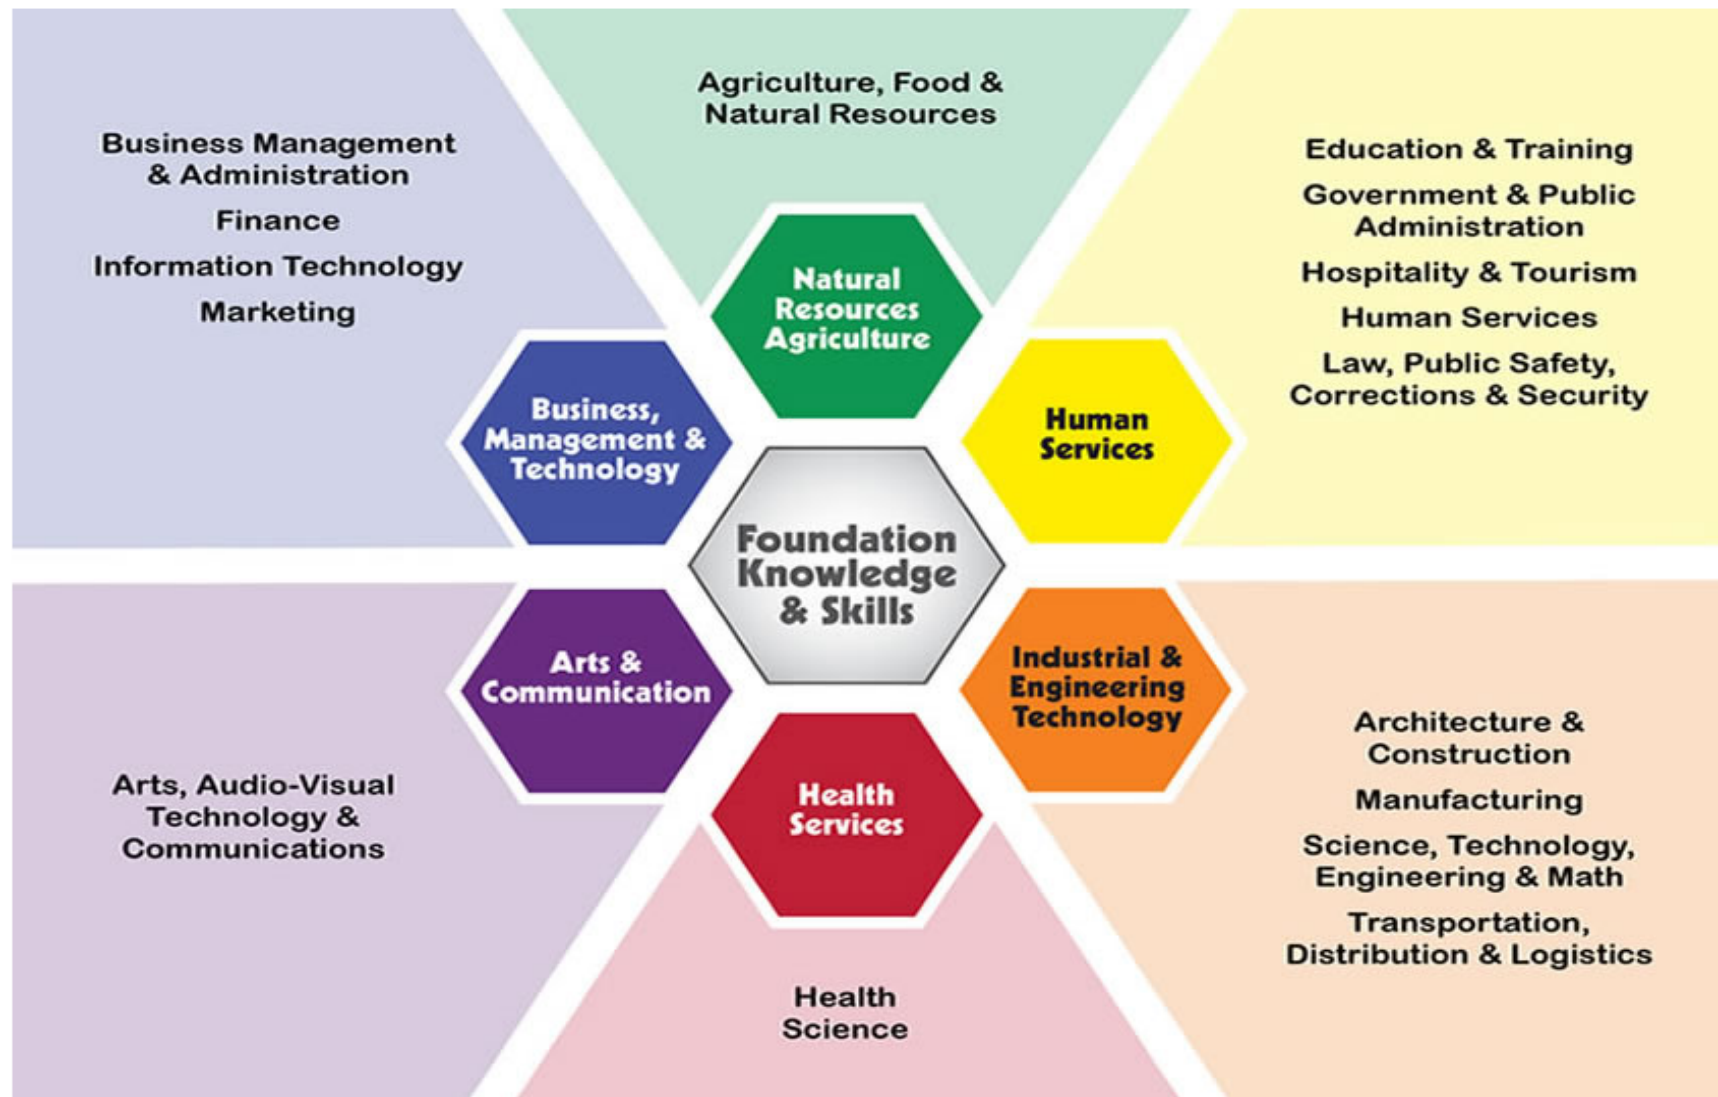 Agriculture, Food &
Natural Resources
Business Management
& Administration
Finance
Information Technology
Marketing
Education & Training
Government & Public
Administration
Hospitality & Tourism
Human Services
Law, Public Safety,
Corrections & Security
Natural
Resources
Agriculture
Business,
Management &
Technology
Human
Services
Foundation
Knowledge
& Skills
Arts &
Communication
Industrial &
Engineering
Technology
Health
Services
Arts, Audio-Visual
Technology &
Communications
Architecture &
Construction
Manufacturing
Science, Technology,
Engineering & Math
Transportation,
Distribution & Logistics
Health
Science